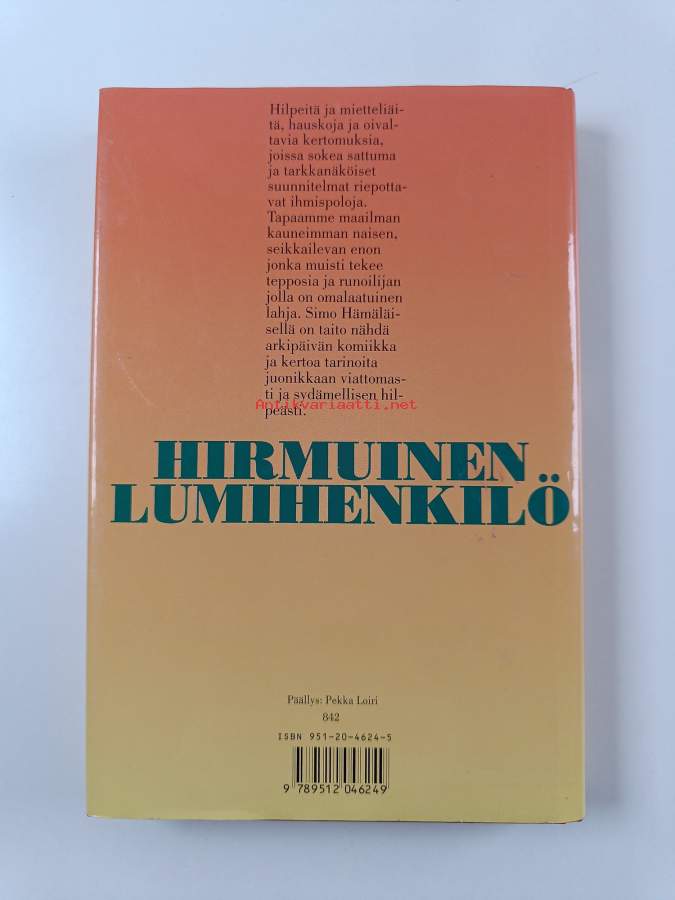 Hilpeitä ja mietteliäi-
tä, hauskoja ja oival-
tavia kertomuksia,
joissa sokea sattuma
ja tarkkanäköiset
suunnitelmat riepotta-
vat ihmispoloja.
Tapaamme maailman
kauneimman naisen,
seikkailevan enon
jonka muisti tekee
tepposia ja runoilijan
jolla on omalaatuinen
lahja. Simo Hämäläi-
sellä on taito nähdä
arkipäivän komiikka
ja kertoa tarinoita
juonikkaan viattomas-
ti ja sydämellisen hil-
Antikvariaatti.net
peästi.
HIRMUINEN
LUMIHENKILÖ
Päällys: Pekka Loiri
842
ISBN 951-20-4624-5
9 789512 046249